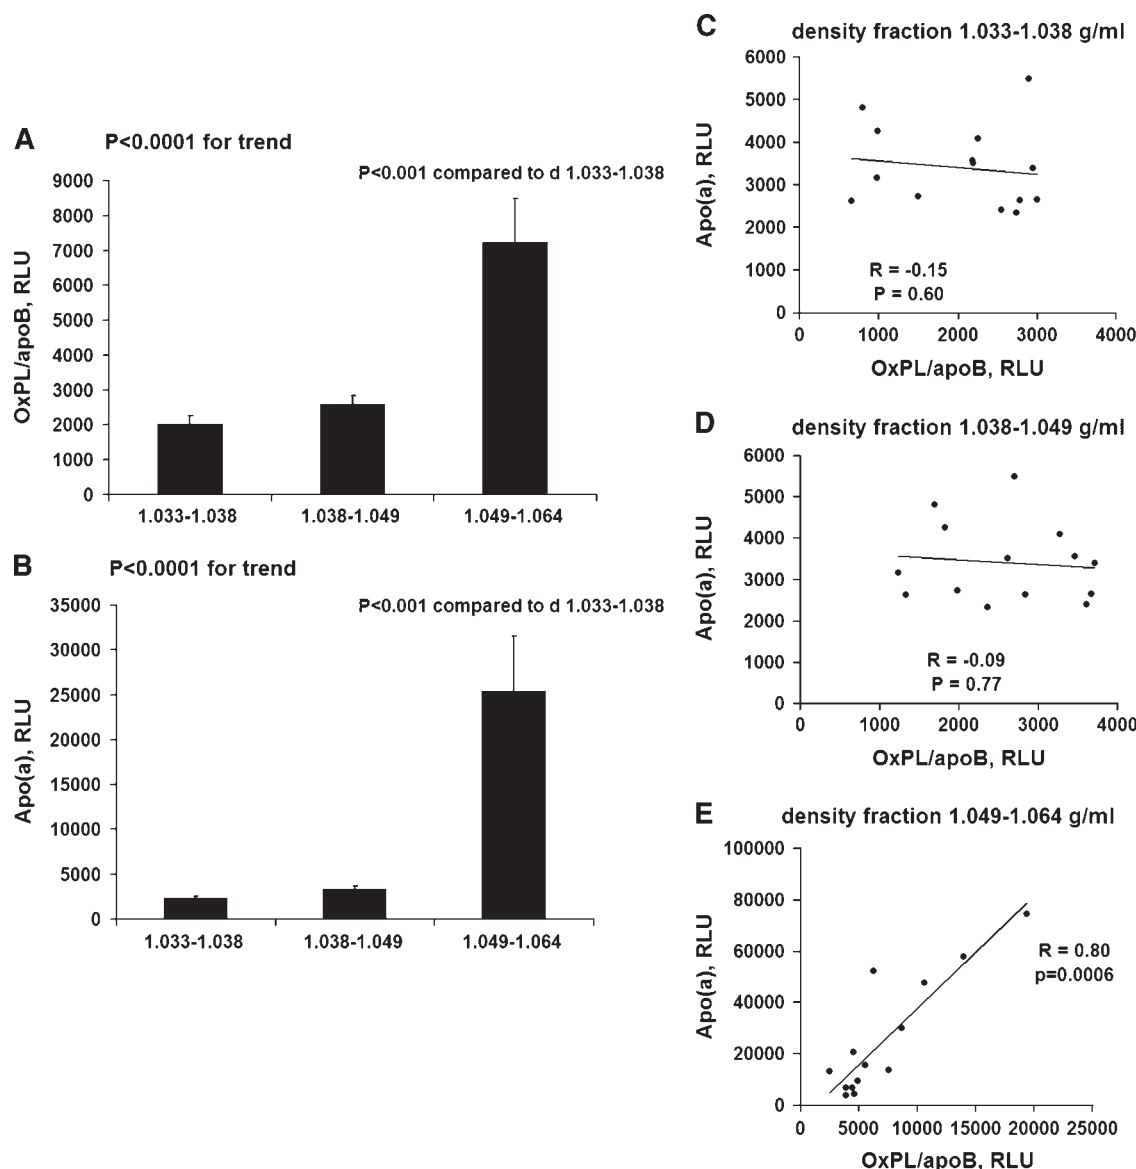 A
P<0.0001 for trend
P<0.001 compared to d 1.033-1.038
OxPL/apoB, RLU
9000
8000
7000
6000
5000
4000
3000
2000
1000
0
1.033-1.038
1.038-1.049
1.049-1.064
B
P<0.0001 for trend
P<0.001 compared to d 1.033-1.038
Apo(a), RLU
35000
30000
25000
20000
15000
10000
5000
0
1.033-1.038
1.038-1.049
1.049-1.064
C
density fraction 1.033-1.038 g/ml
Apo(a), RLU
6000
5000
4000
3000
2000
1000
0
R = -0.15
P = 0.60
0 1000 2000 3000 4000
OxPL/apoB, RLU
D
density fraction 1.038-1.049 g/ml
Apo(a), RLU
6000
5000
4000
3000
2000
1000
0
R = -0.09
P = 0.77
0 1000 2000 3000 4000
OxPL/apoB, RLU
E
density fraction 1.049-1.064 g/ml
Apo(a), RLU
100000
80000
60000
40000
20000
0
R = 0.80
p=0.0006
0 5000 10000 15000 20000 25000
OxPL/apoB, RLU